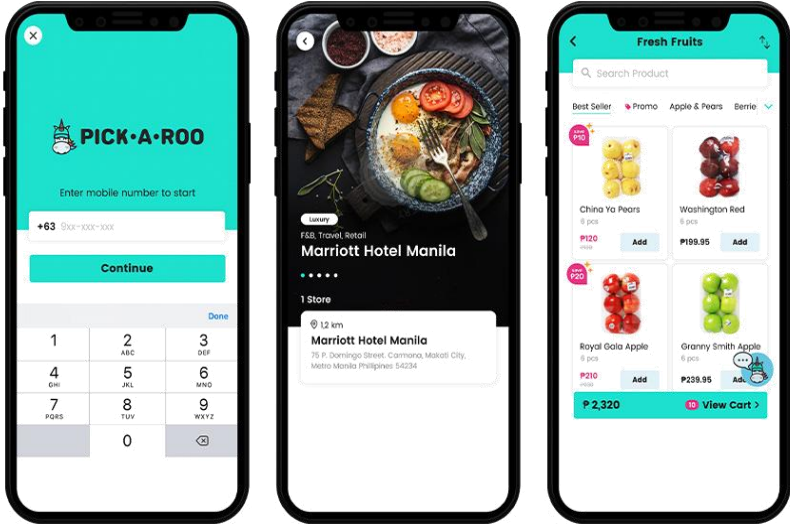 PICK•A•ROO
Enter mobile number to start
+63 9xx-xxx-xxx
Continue
Done
1
2
ABC
3
DEF
4
GHI
5
JKL
6
MNO
7
PQRS
8
TUV
9
WXYZ
0
Luxury
F&B, Travel, Retail
Marriott Hotel Manila
1 Store
1,2 km
Marriott Hotel Manila
75 P. Domingo Street. Carmona, Makati City,
Metro Manila Phillipines 54234
Fresh Fruits
Search Product
Best Seller
Promo
Apple & Pears
Berrie
SAVE
₱10
China Ya Pears
6 pcs
₱120
Add
Washington Red
6 pcs
₱199.95
Add
SAVE
₱20
Royal Gala Apple
6 pcs
₱210
Add
Granny Smith Apple
6 pcs
₱239.95
₱ 2,320
10
View Cart